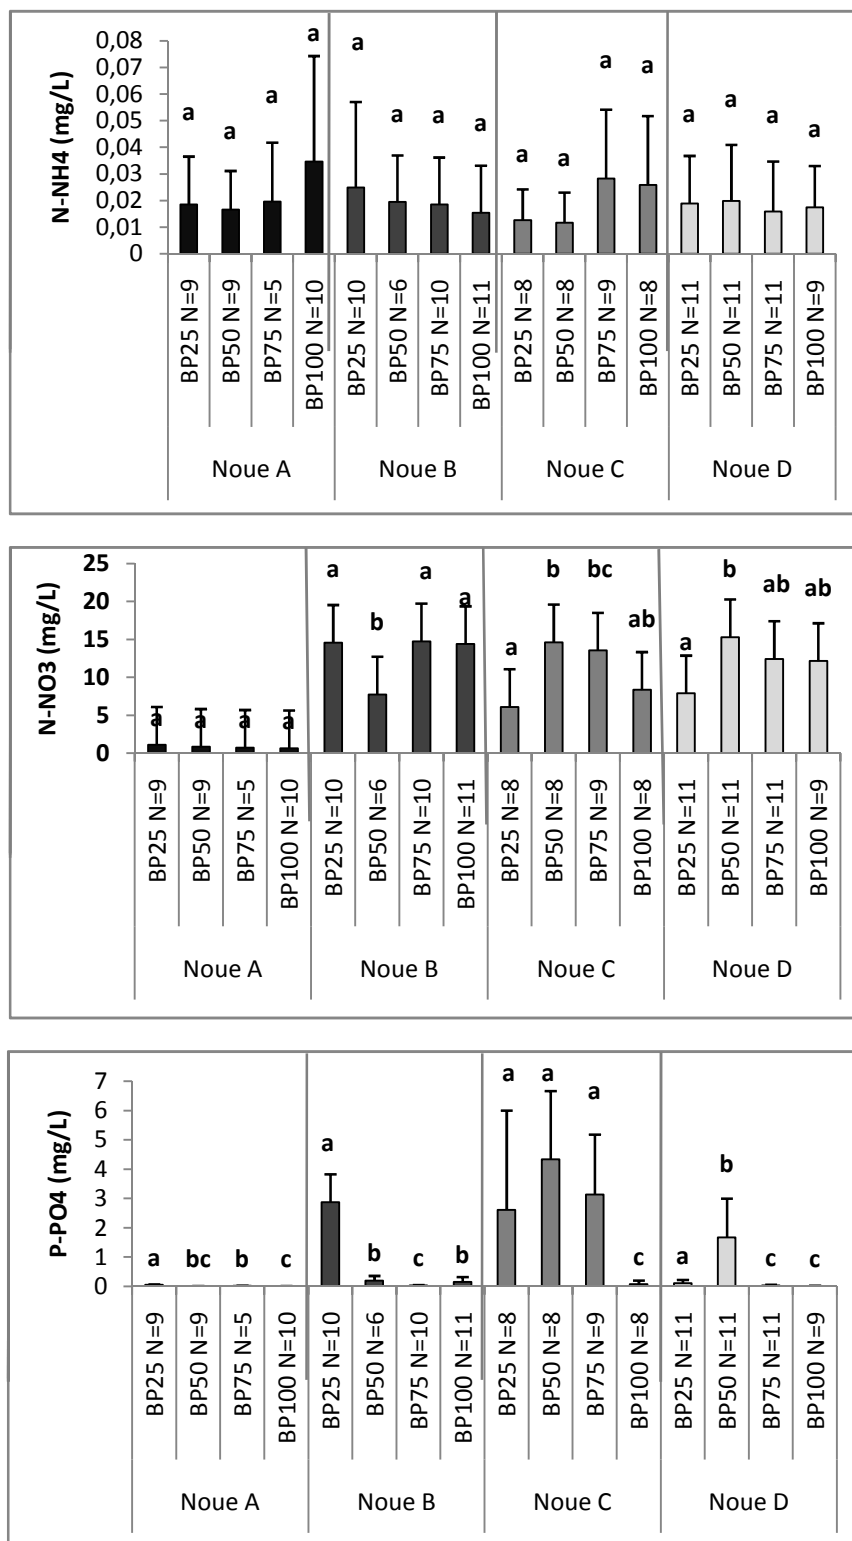 N-NH4 (mg/L)
0,08
0,07
0,06
0,05
0,04
0,03
0,02
0,01
0
a a a a a a a a a a a a a a a a
BP25 N=9
BP50 N=9
BP75 N=5
BP100 N=10
BP25 N=10
BP50 N=6
BP75 N=10
BP100 N=11
BP25 N=8
BP50 N=8
BP75 N=9
BP100 N=8
BP25 N=11
BP50 N=11
BP75 N=11
BP100 N=9
Noue A Noue B Noue C Noue D
N-NO3 (mg/L)
25
20
15
10
5
0
a a a a a b a a a b bc ab a b ab ab
BP25 N=9
BP50 N=9
BP75 N=5
BP100 N=10
BP25 N=10
BP50 N=6
BP75 N=10
BP100 N=11
BP25 N=8
BP50 N=8
BP75 N=9
BP100 N=8
BP25 N=11
BP50 N=11
BP75 N=11
BP100 N=9
Noue A Noue B Noue C Noue D
P-PO4 (mg/L)
7
6
5
4
3
2
1
0
a bc b c a b c b a a a c a b c c
BP25 N=9
BP50 N=9
BP75 N=5
BP100 N=10
BP25 N=10
BP50 N=6
BP75 N=10
BP100 N=11
BP25 N=8
BP50 N=8
BP75 N=9
BP100 N=8
BP25 N=11
BP50 N=11
BP75 N=11
BP100 N=9
Noue A Noue B Noue C Noue D